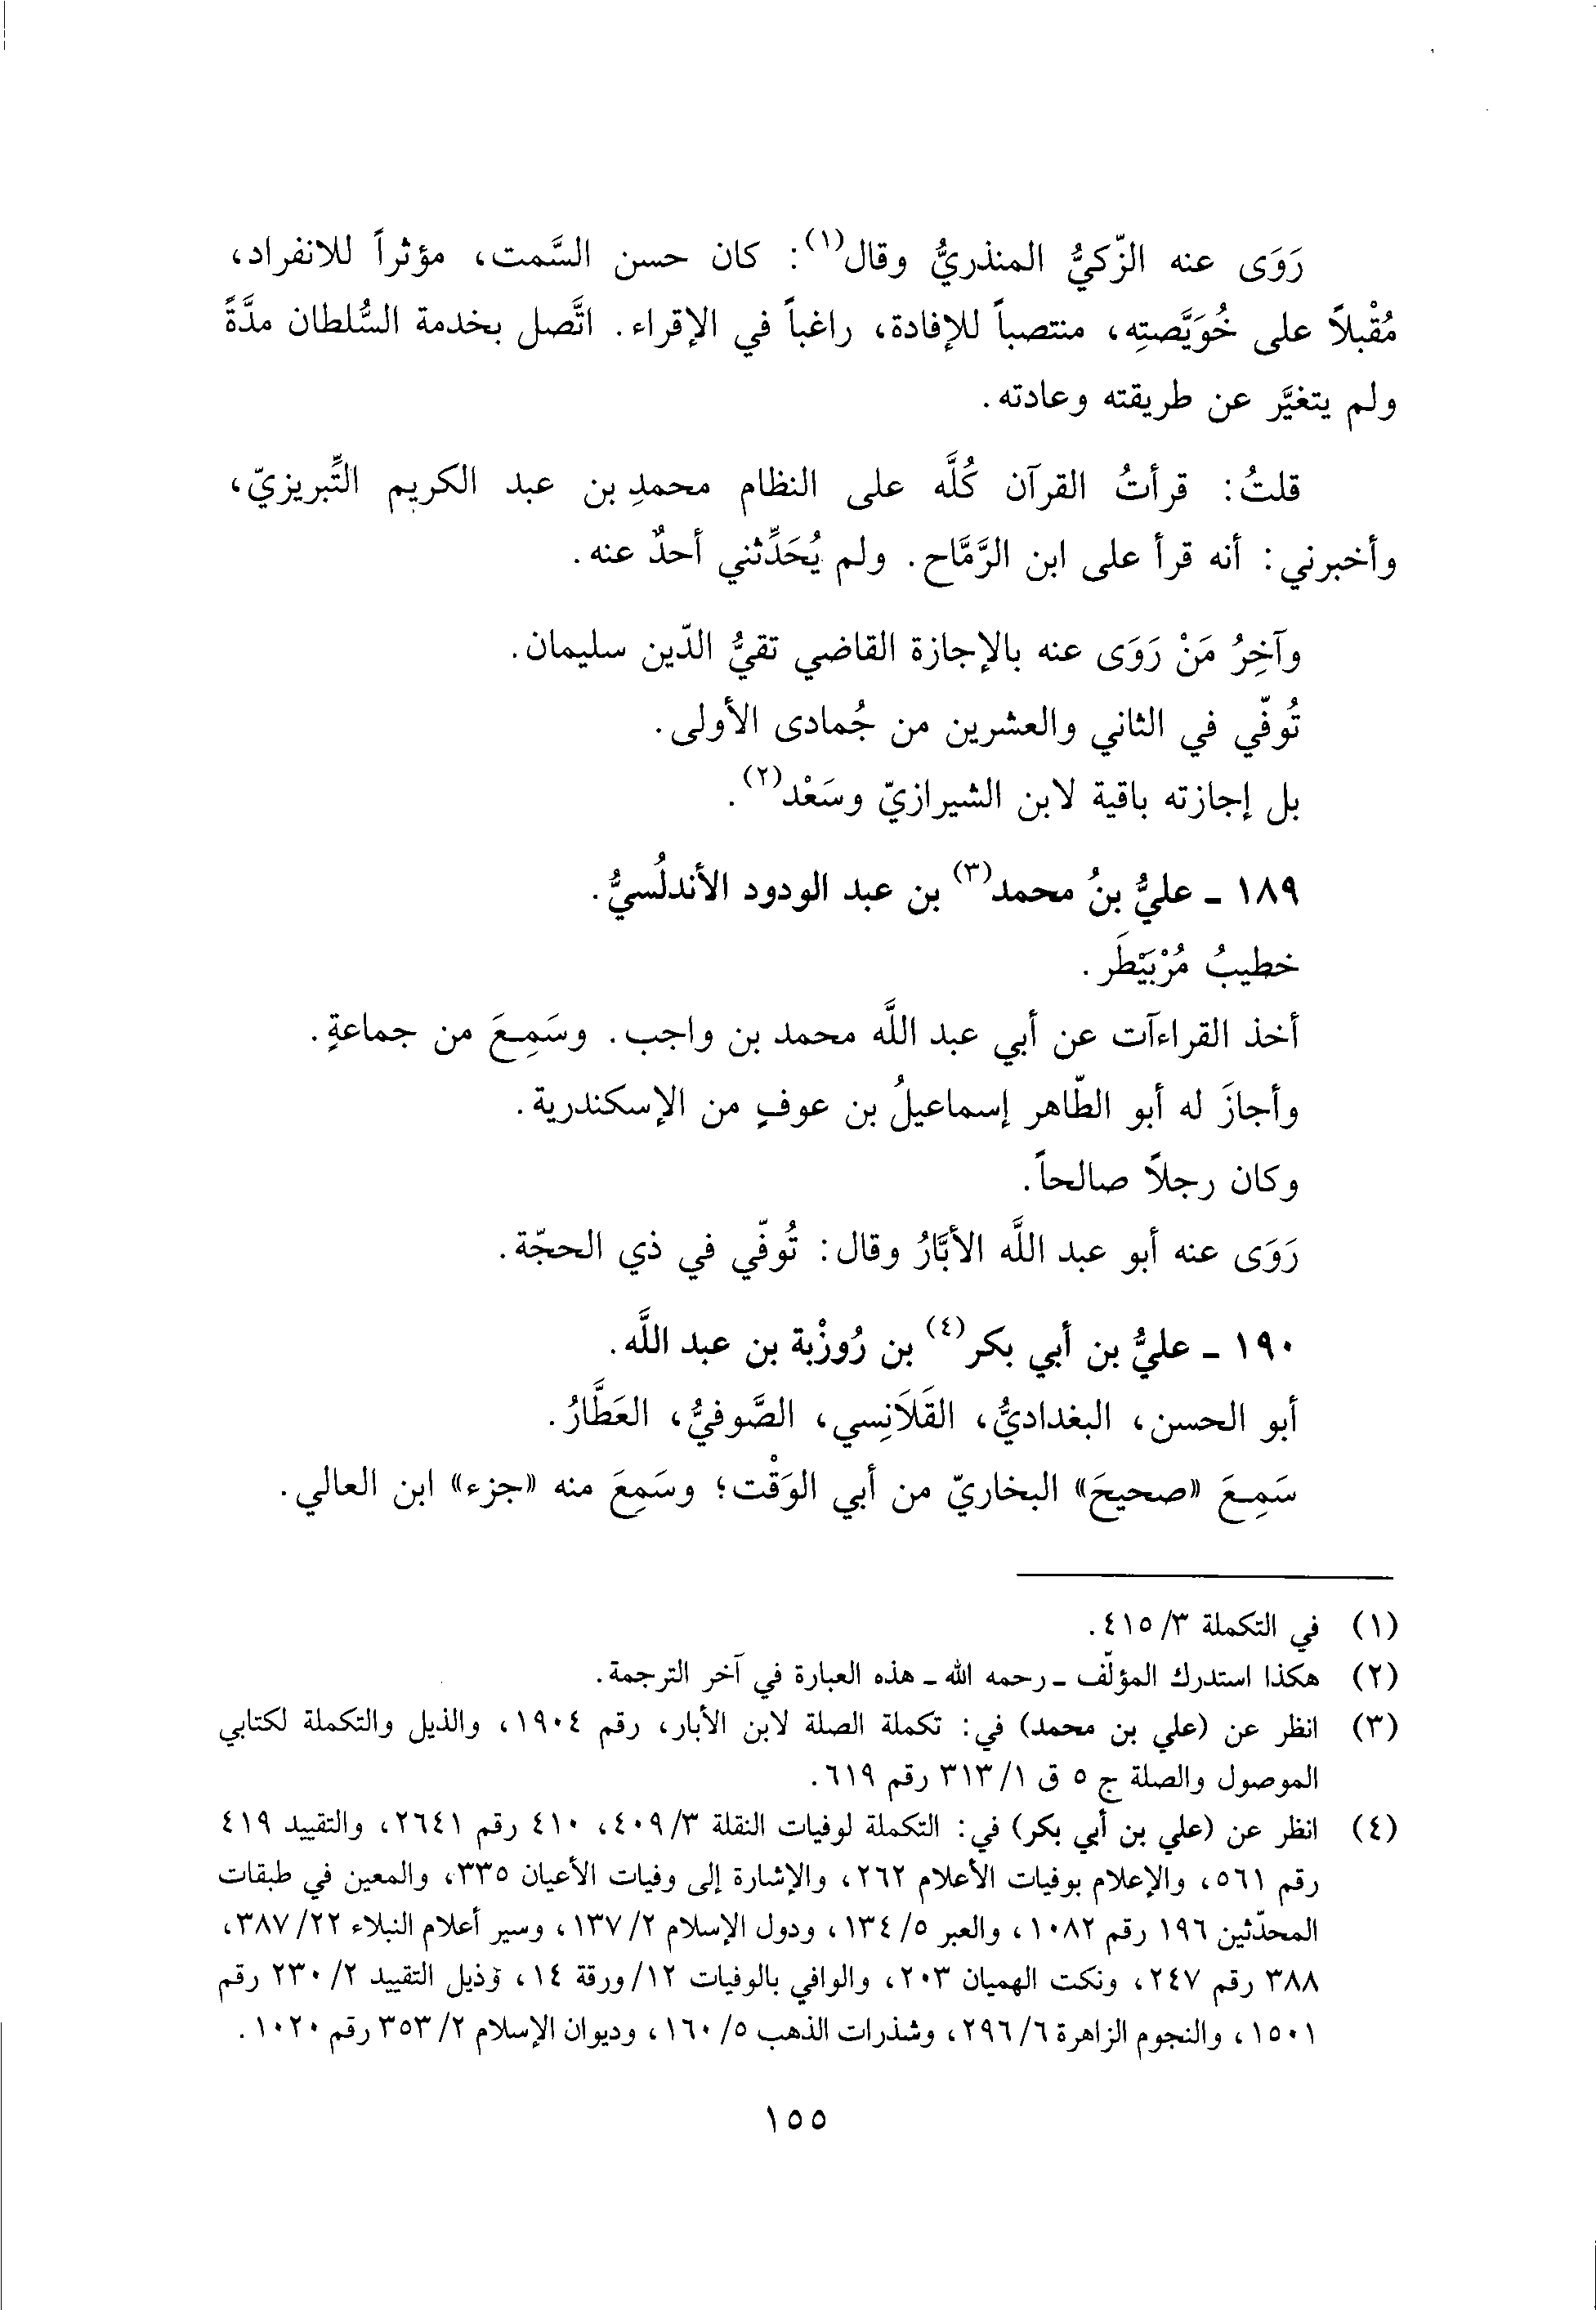 رَوَى عنه الزّكيُّ المنذريُّ وقال(١): كان حسن السَّمت، مؤثراً للانفراد،
مُقْبلاً على خُوَيَّصتِه، منتصباً للإفادة، راغباً في الإقراء. اتَّصل بخدمة السُّلطان مدَّةً
ولم يتغيَّر عن طريقته وعادته.
قلتُ: قرأتُ القرآن كُلَّه على النظام محمدِ بن عبد الكريم التِّبريزيّ،
وأخبرني: أنه قرأ على ابن الرَّمَّاح. ولم يُحَدِّثني أحدٌ عنه.
وآخِرُ مَنْ رَوَى عنه بالإجازة القاضي تقيُّ الدّين سليمان.
تُوفّي في الثاني والعشرين من جُمادى الأولى.
بل إجازته باقية لابن الشيرازيّ وسَعْد(٢).
١٨٩ - عليُّ بنُ محمد(٣) بن عبد الودود الأندلُسيُّ.
خطيبُ مُرْبَيْطَر.
أخذ القراءآت عن أبي عبد اللَّه محمد بن واجب. وسَمِعَ من جماعةٍ.
وأجازَ له أبو الطّاهر إسماعيلُ بن عوفٍ من الإسكندرية.
وكان رجلاً صالحاً.
رَوَى عنه أبو عبد اللَّه الأبَّارُ وقال: تُوفّي في ذي الحجّة.
١٩٠ - عليُّ بن أبي بكر(٤) بن رُوزْبة بن عبد اللَّه.
أبو الحسن، البغداديُّ، القَلَانِسي، الصَّوفيُّ، العَطَّارُ.
سَمِعَ «صحيحَ» البخاريّ من أبي الوَقْت؛ وسَمِعَ منه «جزء» ابن العالي.
(١) في التكملة ٣/ ٤١٥.
(٢) هكذا استدرك المؤلّف - رحمه الله - هذه العبارة في آخر الترجمة.
(٣) انظر عن (علي بن محمد) في: تكملة الصلة لابن الأبار، رقم ١٩٠٤، والذيل والتكملة لكتابي
الموصول والصلة ج ٥ ق ١/ ٣١٣ رقم ٦١٩.
(٤) انظر عن (علي بن أبي بكر) في: التكملة لوفيات النقلة ٣/ ٤٠٩، ٤١٠ رقم ٢٦٤١، والتقييد ٤١٩
رقم ٥٦١، والإعلام بوفيات الأعلام ٢٦٢، والإشارة إلى وفيات الأعيان ٣٣٥، والمعين في طبقات
المحدّثين ١٩٦ رقم ١٠٨٢، والعبر ٥/ ١٣٤، ودول الإسلام ٢/ ١٣٧، وسير أعلام النبلاء ٢٢/ ٣٨٧،
٣٨٨ رقم ٢٤٧، ونكت الهميان ٢٠٣، والوافي بالوفيات ١٢/ ورقة ١٤، وذيل التقييد ٢/ ٢٣٠ رقم
١٥٠١، والنجوم الزاهرة ٦/ ٢٩٦، وشذرات الذهب ٥/ ١٦٠، وديوان الإسلام ٢/ ٣٥٣ رقم ١٠٢٠.
١٥٥